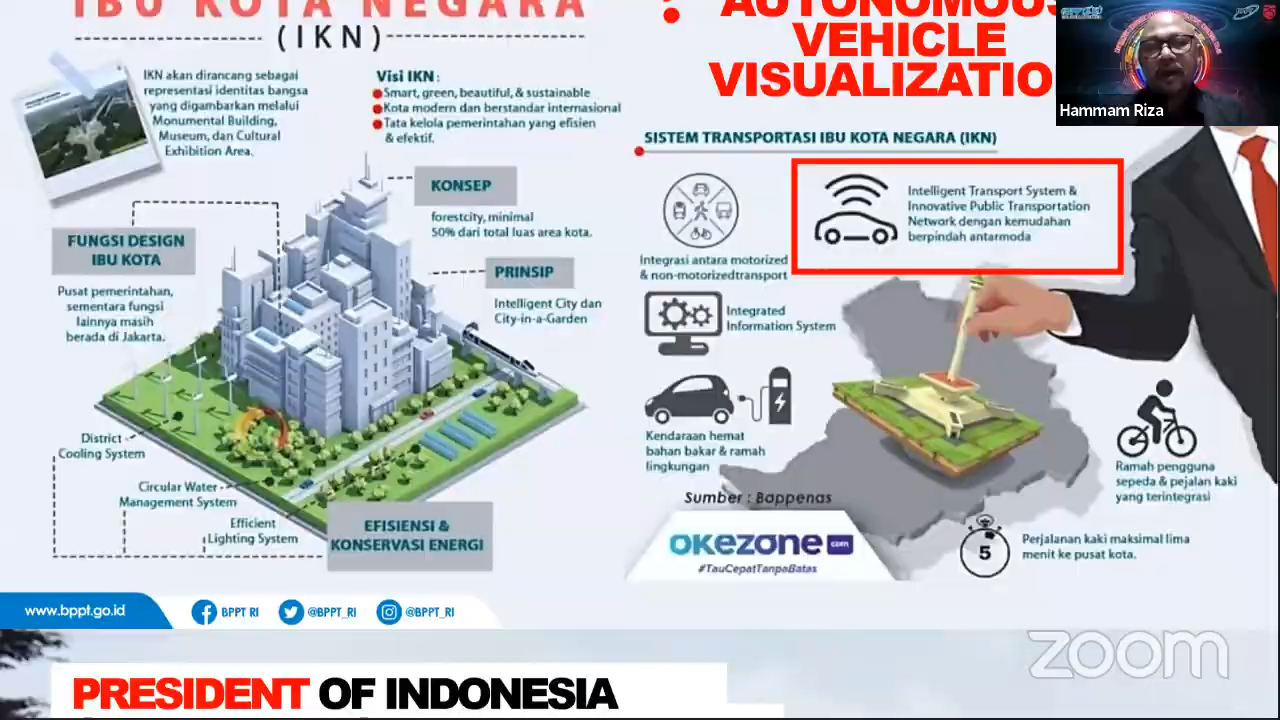 IBU KOTA NEGARA
(IKN)
IKN akan dirancang sebagai
representasi identitas bangsa
yang digambarkan melalui
Monumental Building,
Museum, dan Cultural
Exhibition Area.
Visi IKN:
Smart, green, beautiful, & sustainable
Kota modern dan berstandar internasional
Tata kelola pemerintahan yang efisien
& efektif.
KONSEP
forestcity, minimal
50% dari total luas area kota.
FUNGSI DESIGN
IBU KOTA
Pusat pemerintahan,
sementara fungsi
lainnya masih
berada di Jakarta.
PRINSIP
Intelligent City dan
City-in-a-Garden
District
Cooling System
Circular Water
Management System
Efficient
Lighting System
EFISIENSI &
KONSERVASI ENERGI
AUTONOMOUS
VEHICLE
VISUALIZATIO
Hammam Riza
SISTEM TRANSPORTASI IBU KOTA NEGARA (IKN)
Intelligent Transport System &
Innovative Public Transportation
Network dengan kemudahan
berpindah antarmoda
Integrasi antara motorized
& non-motorizedtransport
Integrated
Information System
Kendaraan hemat
bahan bakar & ramah
lingkungan
Ramah pengguna
sepeda & pejalan kaki
yang terintegrasi
Sumber : Bappenas
OKEZONE.com
#TauCepatTanpaBatas
5
Perjalanan kaki maksimal lima
menit ke pusat kota.
www.bppt.go.id
BPPT RI
@BPPT_RI
@BPPT_RI
zoom
PRESIDENT OF INDONESIA